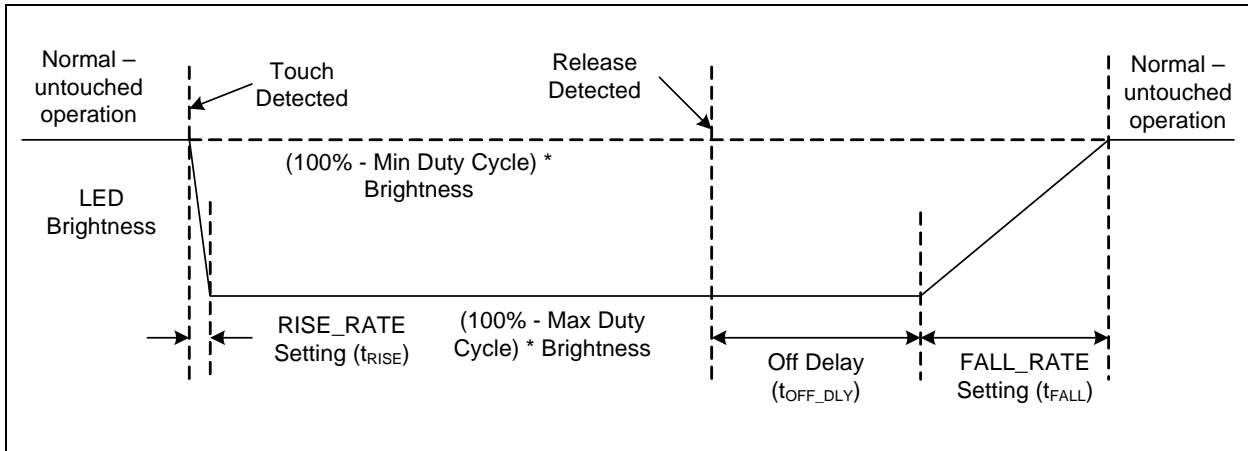 Normal –
untouched
operation
Touch
Detected
Release
Detected
Normal –
untouched
operation
(100% - Min Duty Cycle) *
Brightness
LED
Brightness
RISE_RATE
Setting (tRISE)
(100% - Max Duty
Cycle) * Brightness
Off Delay
(tOFF_DLY)
FALL_RATE
Setting (tFALL)